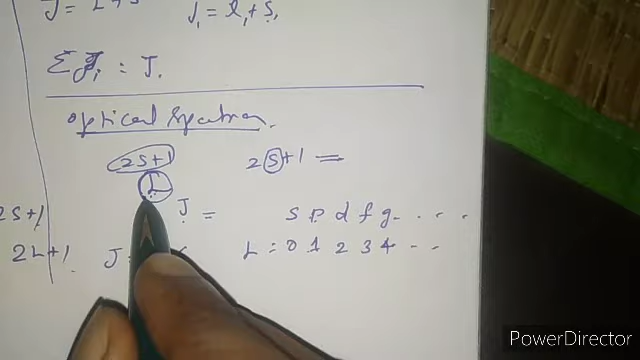 J₁ = l₁ + S₁
Σ J₁ : J.
optical spectrum.
2S+1 2S+1 =
L
2S+1 J = S P d f g . . . .
2L+1 J L : 0 1 2 3 4 - -
PowerDirector